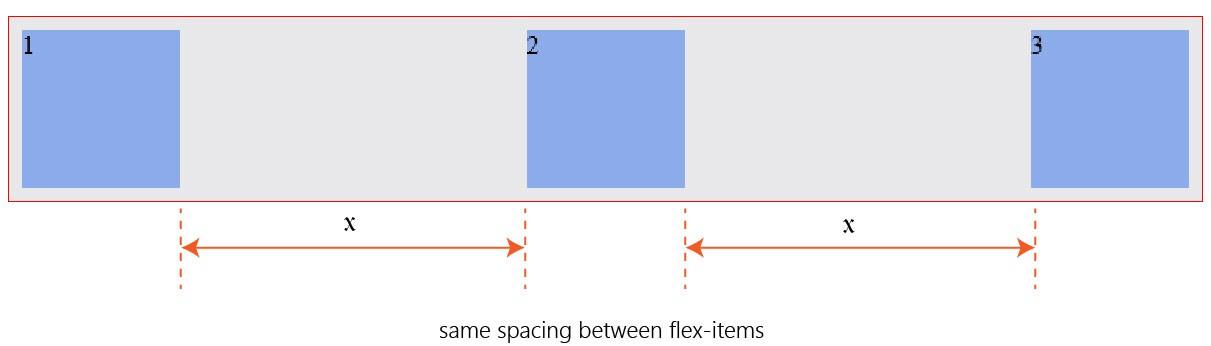 1 2 3
x x
same spacing between flex-items